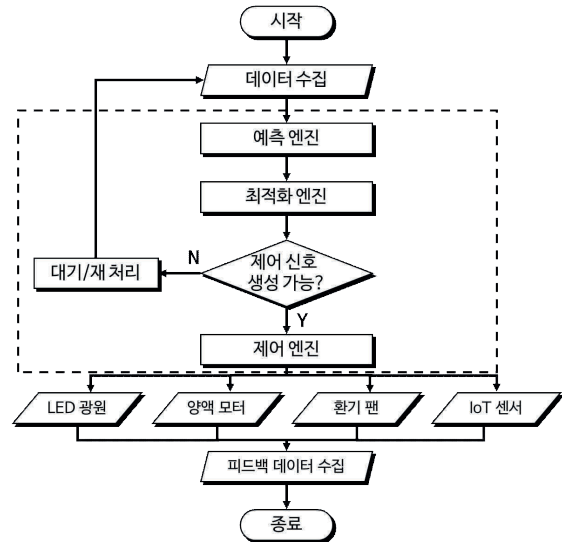 시작
데이터 수집
예측 엔진
최적화 엔진
제어 신호
생성 가능?
N
대기/재 처리
Y
제어 엔진
LED 광원
양액 모터
환기 팬
IoT 센서
피드백 데이터 수집
종료